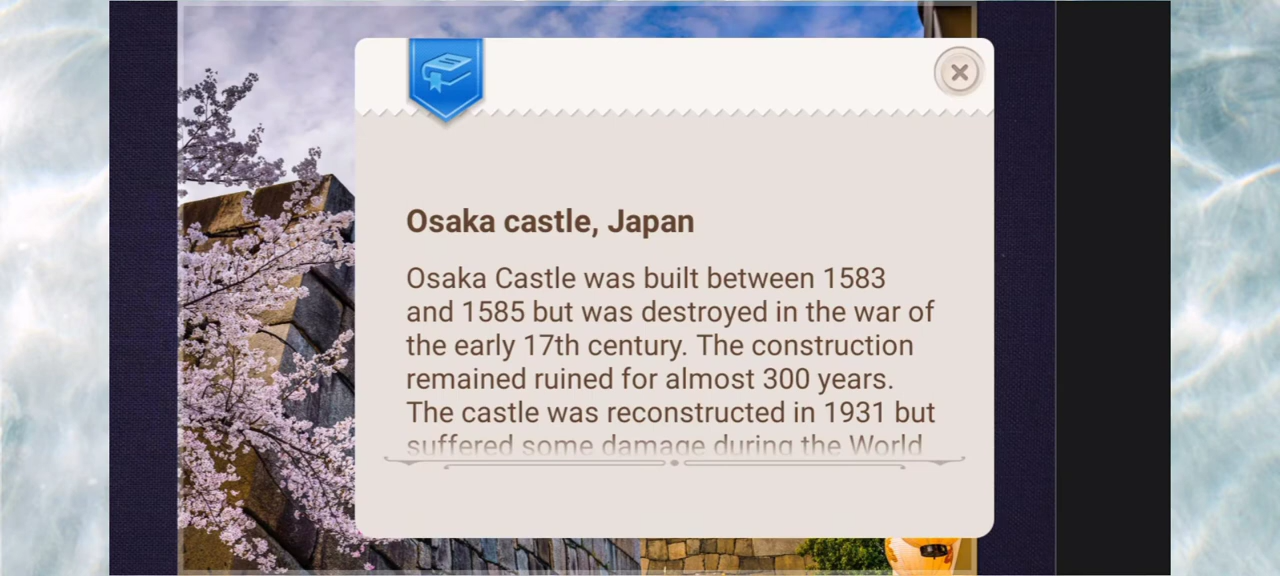 Osaka castle, Japan
Osaka Castle was built between 1583
and 1585 but was destroyed in the war of
the early 17th century. The construction
remained ruined for almost 300 years.
The castle was reconstructed in 1931 but
suffered some damage during the World